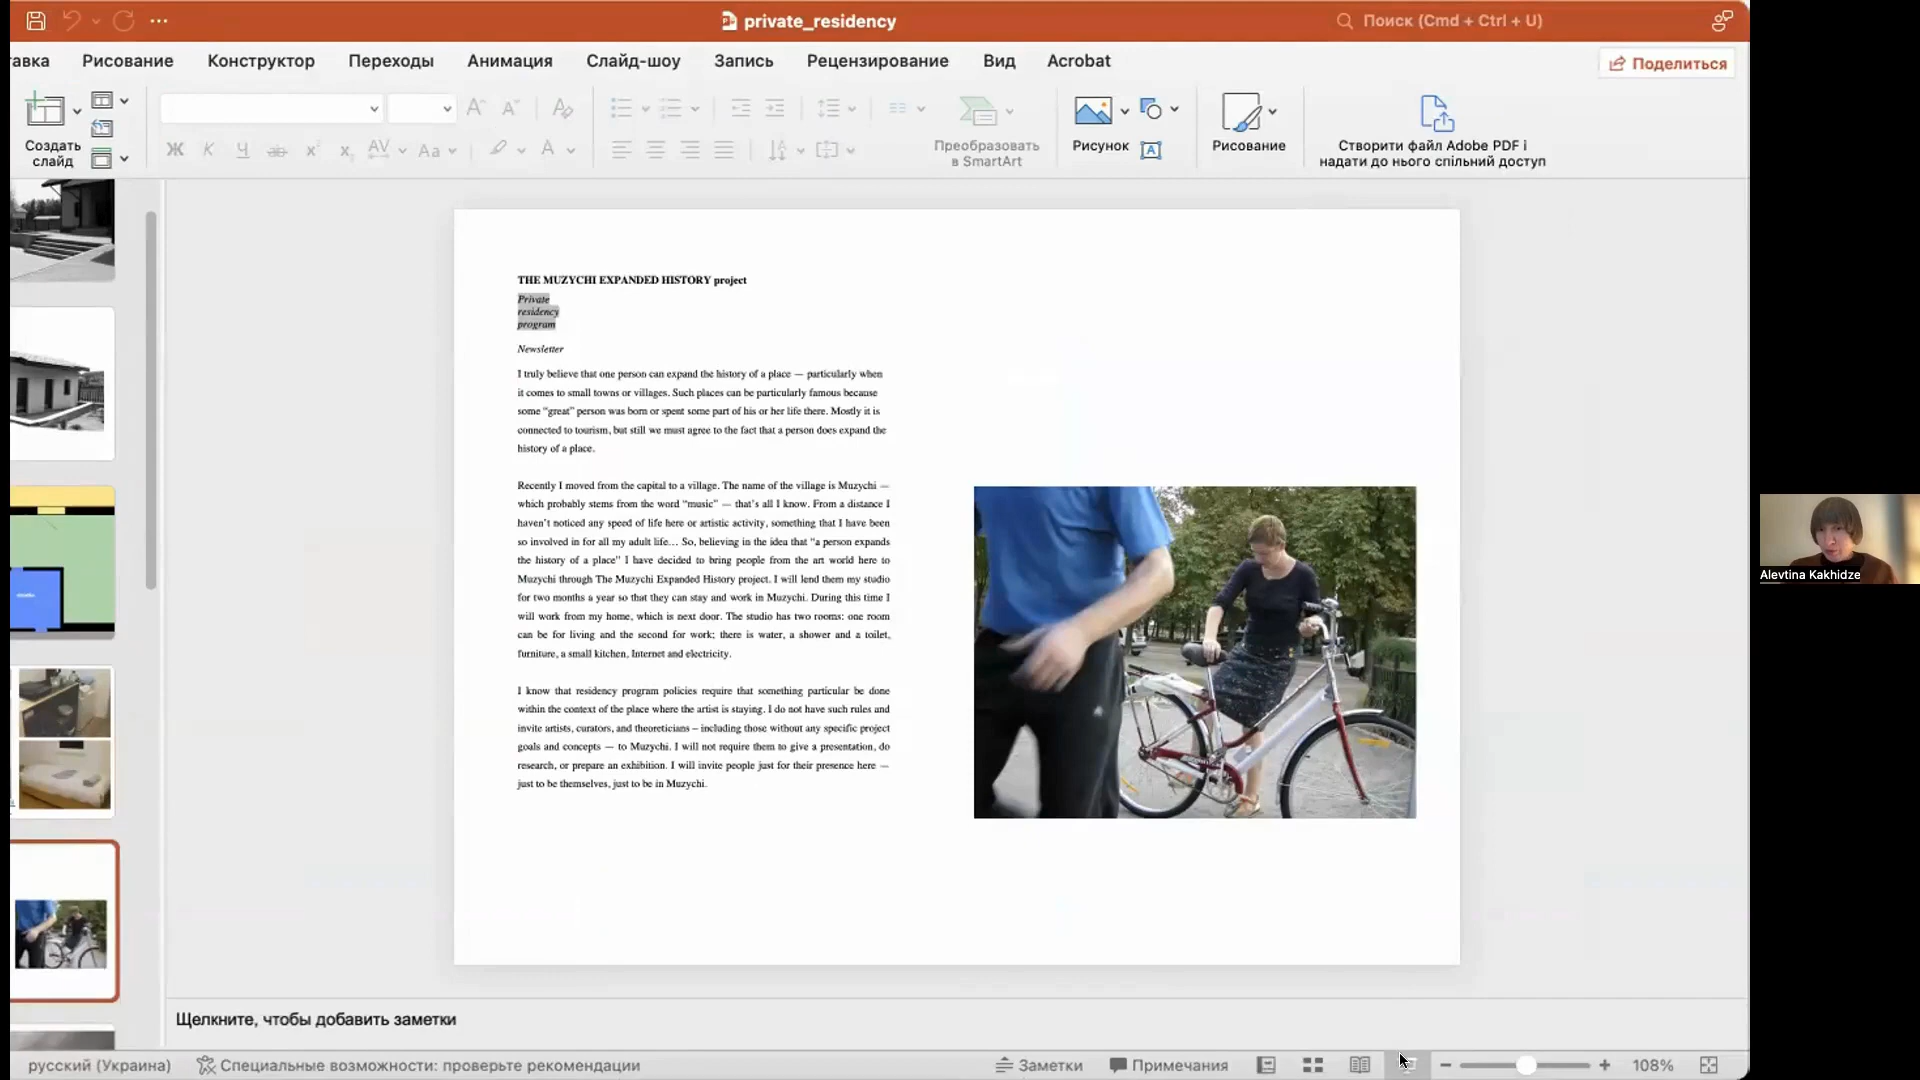 private_residency
Поиск (Cmd + Ctrl + U)
тавка Рисование Конструктор Переходы Анимация Слайд-шоу Запись Рецензирование Вид Acrobat
Поделиться
Создать
слайд
Преобразовать
в SmartArt
Рисунок
Рисование
Створити файл Adobe PDF і
надати до нього спільний доступ
THE MUZYCHI EXPANDED HISTORY project
Private
residency
program
Newsletter
I truly believe that one person can expand the history of a place — particularly when
it comes to small towns or villages. Such places can be particularly famous because
some “great” person was born or spent some part of his or her life there. Mostly it is
connected to tourism, but still we must agree to the fact that a person does expand the
history of a place.
Recently I moved from the capital to a village. The name of the village is Muzychi —
which probably stems from the word “music” — that’s all I know. From a distance I
haven’t noticed any speed of life here or artistic activity, something that I have been
so involved in for all my adult life… So, believing in the idea that “a person expands
the history of a place” I have decided to bring people from the art world here to
Muzychi through The Muzychi Expanded History project. I will lend them my studio
for two months a year so that they can stay and work in Muzychi. During this time I
will work from my home, which is next door. The studio has two rooms: one room
can be for living and the second for work; there is water, a shower and a toilet,
furniture, a small kitchen, Internet and electricity.
I know that residency program policies require that something particular be done
within the context of the place where the artist is staying. I do not have such rules and
invite artists, curators, and theoreticians – including those without any specific project
goals and concepts — to Muzychi. I will not require them to give a presentation, do
research, or prepare an exhibition. I will invite people just for their presence here —
just to be themselves, just to be in Muzychi.
Alevtina Kakhidze
Щелкните, чтобы добавить заметки
русский (Украина)
Специальные возможности: проверьте рекомендации
Заметки
Примечания
108%